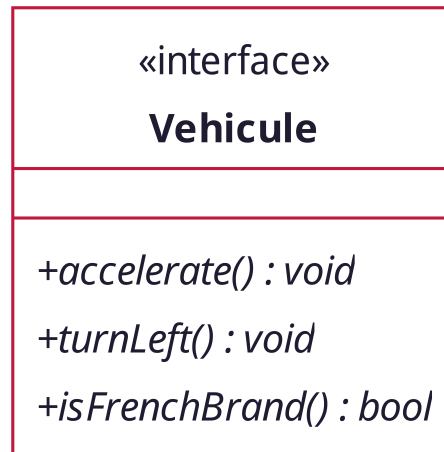 «interface»
Vehicule
+accelerate() : void
+turnLeft() : void
+isFrenchBrand() : bool